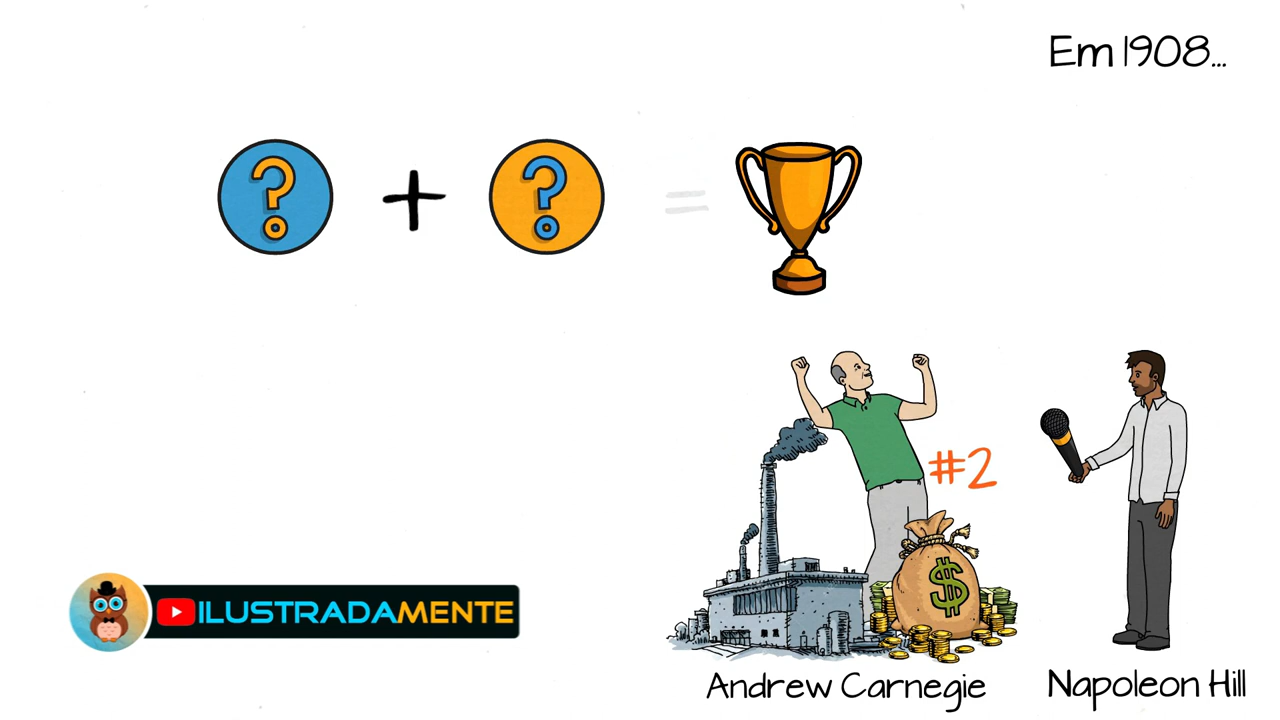 Em 1908...
? + ? =
#2
$
ILUSTRADAMENTE
Andrew Carnegie
Napoleon Hill